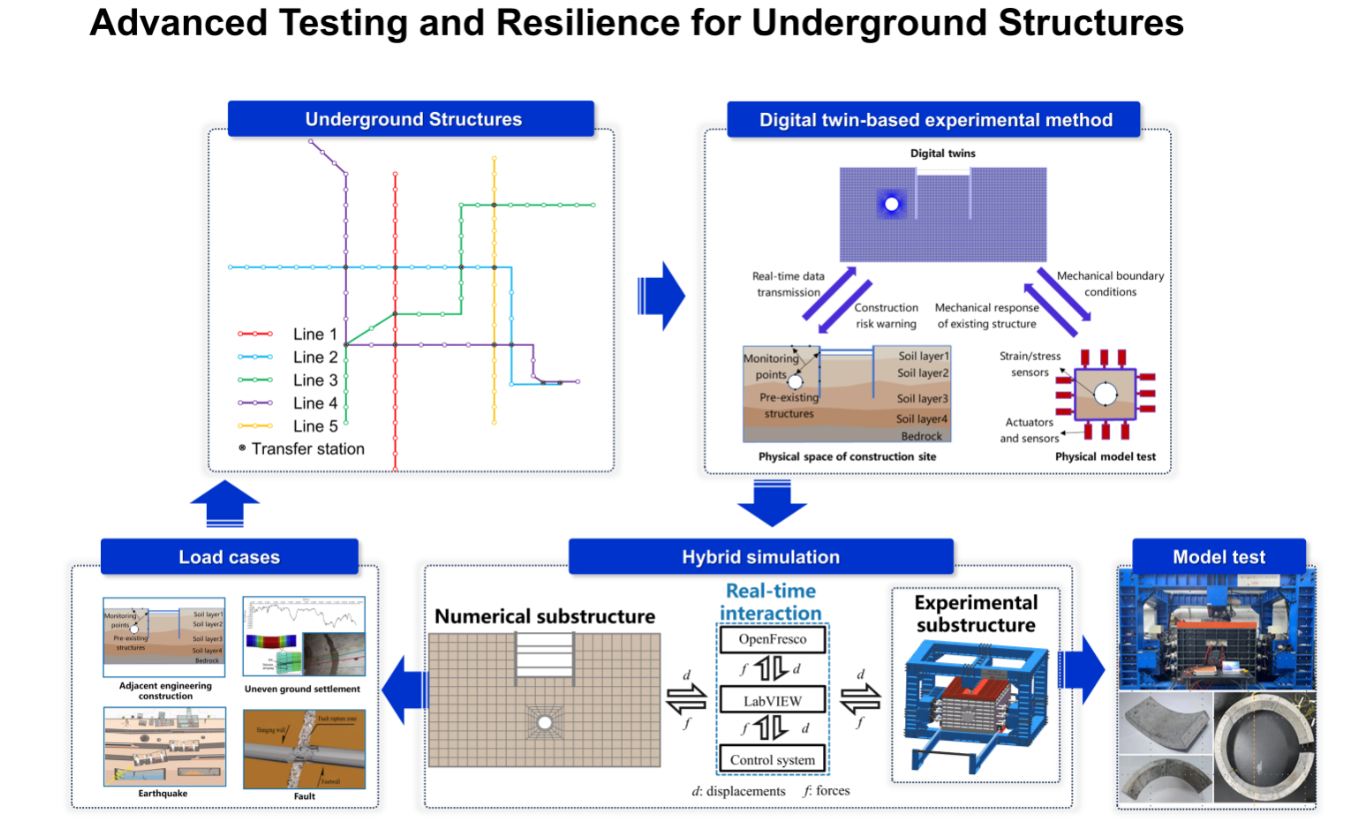 Advanced Testing and Resilience for Underground Structures
Underground Structures
Line 1
Line 2
Line 3
Line 4
Line 5
Transfer station
Digital twin-based experimental method
Digital twins
Real-time data
transmission
Construction
risk warning
Mechanical response
of existing structure
Mechanical boundary
conditions
Monitoring
points
Pre-existing
structures
Soil layer1
Soil layer2
Soil layer3
Soil layer4
Bedrock
Physical space of construction site
Strain/stress
sensors
Actuators
and sensors
Physical model test
Load cases
Monitoring
points
Pre-existing
structures
Soil layer1
Soil layer2
Soil layer3
Soil layer4
Bedrock
Adjacent engineering
construction
Uneven ground settlement
Earthquake
Hanging wall
Footwall
Fault
Hybrid simulation
Numerical substructure
Real-time
interaction
OpenFresco
f d
LabVIEW
f d
Control system
d
f
d
f
Experimental
substructure
d: displacements f: forces
Model test